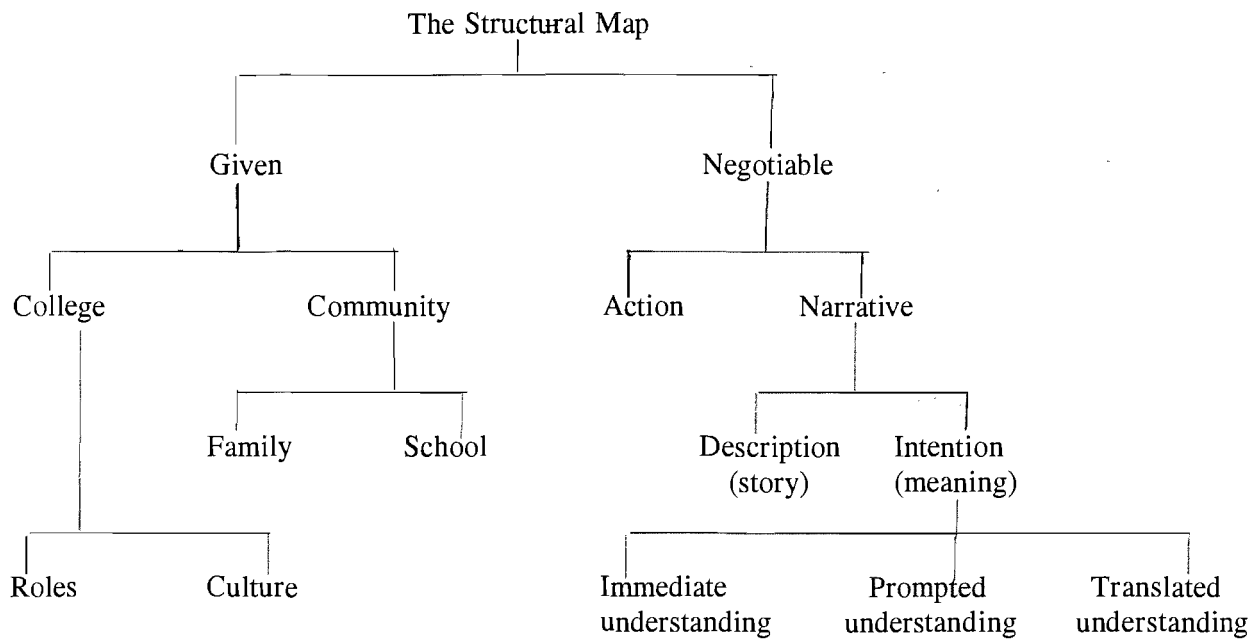 The Structural Map
Given Negotiable
College Community Action Narrative
Family School Description Intention
(story) (meaning)
Roles Culture Immediate Prompted Translated
understanding understanding understanding